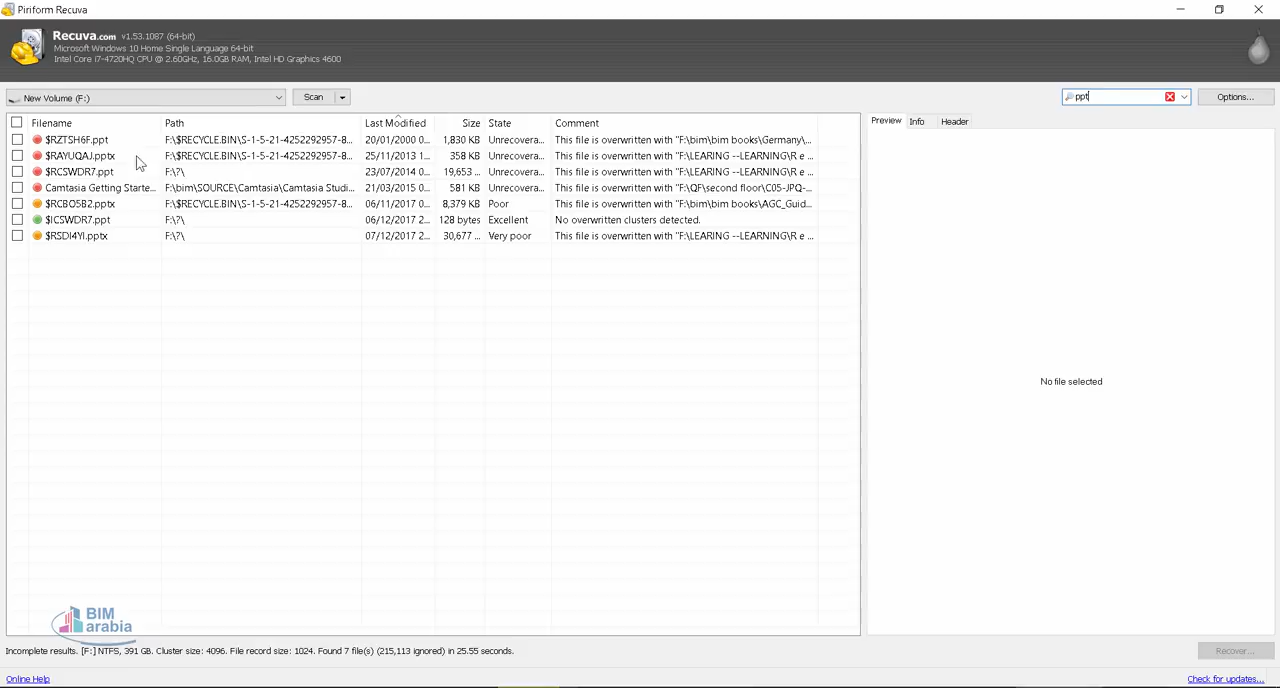 Piriform Recuva
Recuva.com v1.53.1087 (64-bit)
Microsoft Windows 10 Home Single Language 64-bit
Intel Core i7-4720HQ CPU @ 2.60GHz, 16.0GB RAM, Intel HD Graphics 4600
New Volume (F:) Scan ppt Options...
Filename Path Last Modified Size State Comment
$RZTSH6F.ppt F:\$RECYCLE.BIN\S-1-5-21-4252292957-8... 20/01/2000 0... 1,830 KB Unrecovera... This file is overwritten with "F:\bim\bim books\Germany\...
$RAYUQAJ.pptx F:\$RECYCLE.BIN\S-1-5-21-4252292957-8... 25/11/2013 1... 358 KB Unrecovera... This file is overwritten with "F:\LEARING --LEARNING\R e ...
$RCSWDR7.ppt F:\?\ 23/07/2014 0... 19,653 ... Unrecovera... This file is overwritten with "F:\LEARING --LEARNING\R e ...
Camtasia Getting Starte... F:\bim\SOURCE\Camtasia\Camtasia Studi... 21/03/2015 0... 581 KB Unrecovera... This file is overwritten with "F:\QF\second floor\C05-JPQ-...
$RCBO5B2.pptx F:\$RECYCLE.BIN\S-1-5-21-4252292957-8... 06/11/2017 0... 8,379 KB Poor This file is overwritten with "F:\bim\bim books\AGC_Guid...
$ICSWDR7.ppt F:\?\ 06/12/2017 2... 128 bytes Excellent No overwritten clusters detected.
$RSDI4YI.pptx F:\?\ 07/12/2017 2... 30,677 ... Very poor This file is overwritten with "F:\LEARING --LEARNING\R e ...
Preview Info Header
No file selected
BIM
arabia
Incomplete results. [F:] NTFS, 391 GB. Cluster size: 4096. File record size: 1024. Found 7 file(s) (215,113 ignored) in 25.55 seconds. Recover...
Online Help Check for updates...